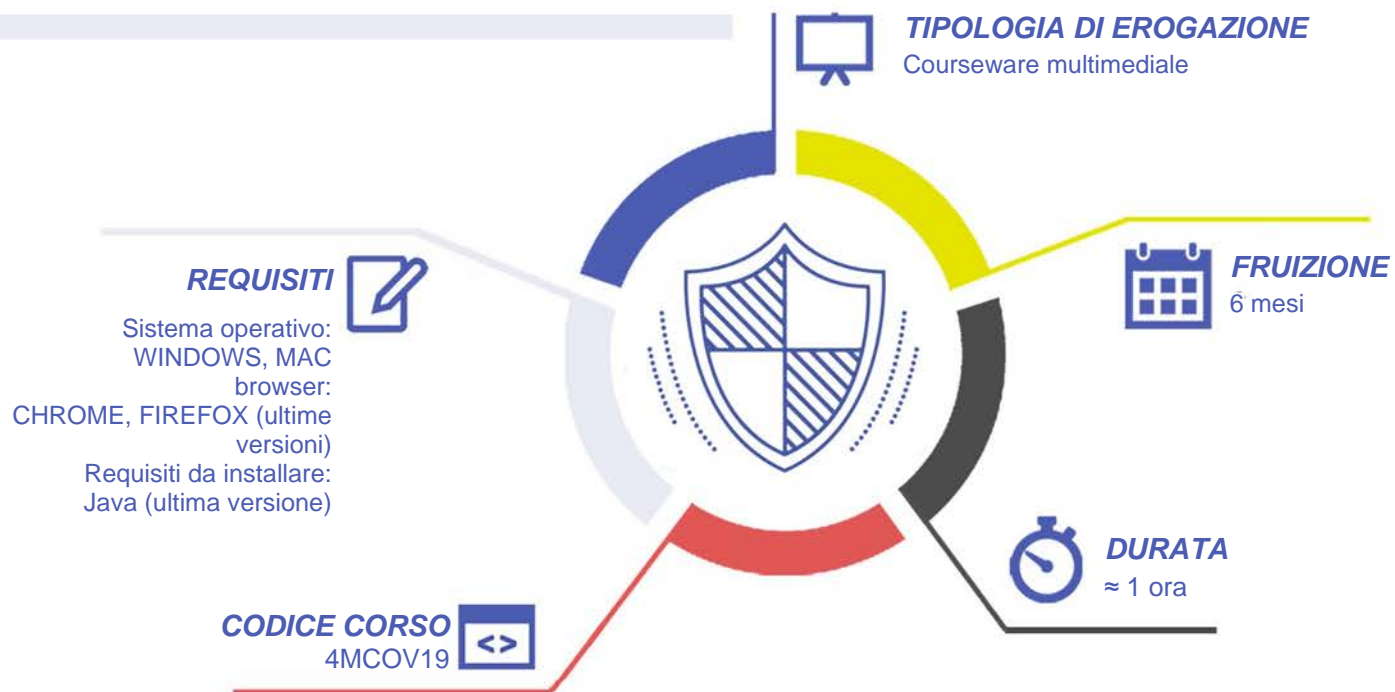 TIPOLOGIA DI EROGAZIONE
Courseware multimediale
REQUISITI
Sistema operativo:
WINDOWS, MAC
browser:
CHROME, FIREFOX (ultime
versioni)
Requisiti da installare:
Java (ultima versione)
FRUIZIONE
6 mesi
DURATA
≈ 1 ora
CODICE CORSO
4MCOV19